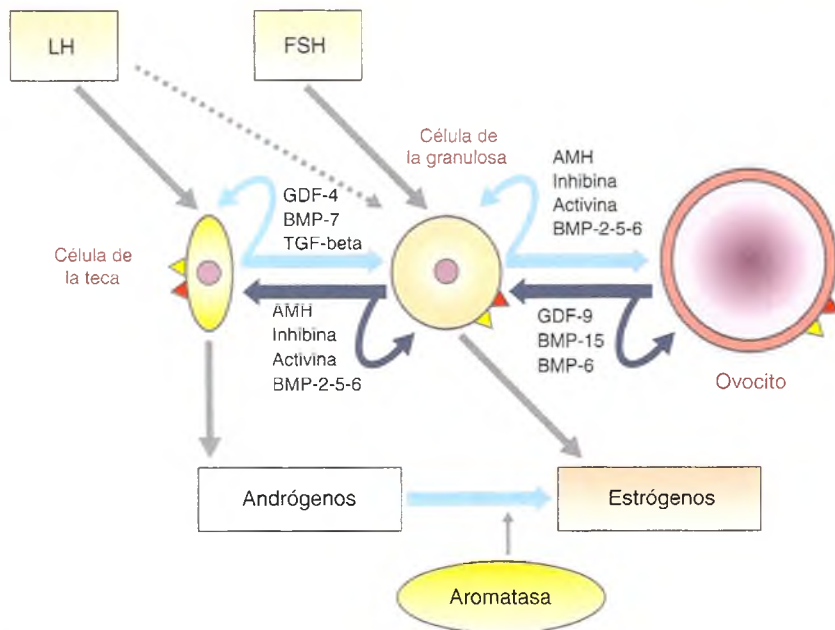 LH
FSH
Célula de
la granulosa
AMH
Inhibina
Activina
BMP-2-5-6
GDF-4
BMP-7
TGF-beta
Célula de
la teca
AMH
Inhibina
Activina
BMP-2-5-6
GDF-9
BMP-15
BMP-6
Ovocito
Andrógenos
Estrógenos
Aromatasa